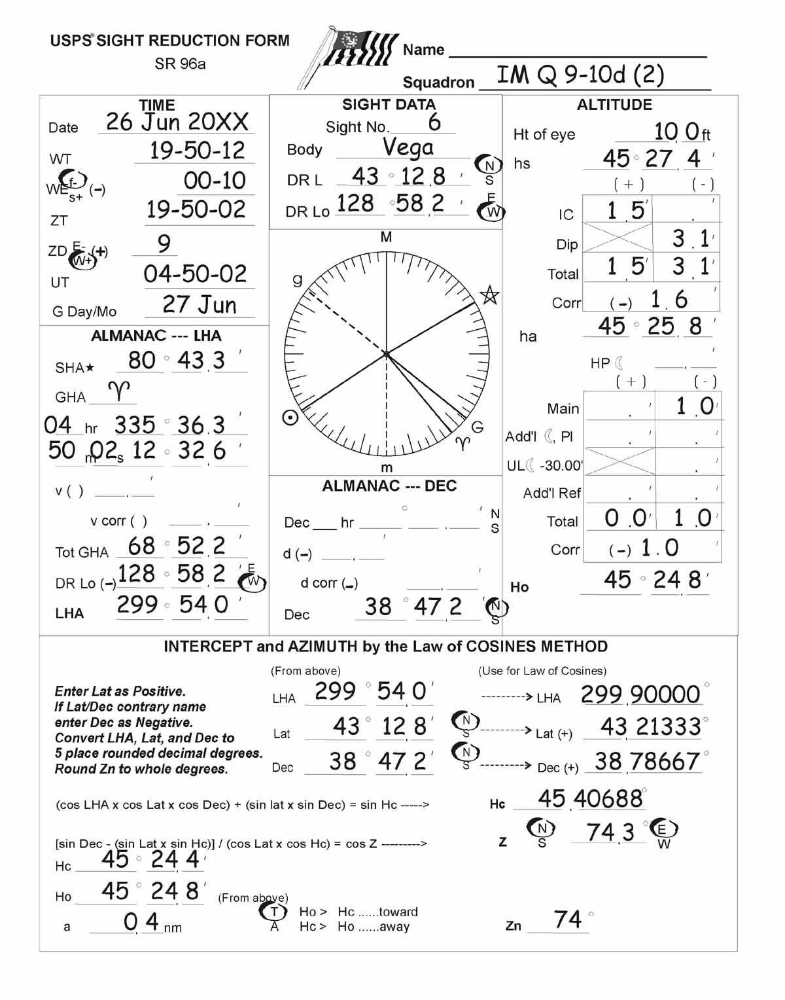 USPS® SIGHT REDUCTION FORM
SR 96a
Name
Squadron IM Q 9-10d (2)
TIME
Date 26 Jun 20XX
WT 19-50-12
WE f- s+ (-) 00-10
ZT 19-50-02
ZD E- W+ (+) 9
UT 04-50-02
G Day/Mo 27 Jun
ALMANAC --- LHA
SHA★ 80° 43.3′
GHA ♈
04 hr 335° 36.3′
50 m 02 s 12° 32.6′
v ( ) . ′
v corr ( ) . ′
Tot GHA 68° 52.2′
DR Lo (-) 128° 58.2′ E W
LHA 299° 54.0′
SIGHT DATA
Sight No. 6
Body Vega
DR L 43° 12.8′ N S
DR Lo 128° 58.2′ E W
M
g
☆
☉
G
♈
m
ALMANAC --- DEC
Dec ___ hr ° . ′ N S
d (-) . ′
d corr (-) . ′
Dec 38° 47.2′ N S
ALTITUDE
Ht of eye 10.0 ft
hs 45° 27.4′
( + ) ( - )
IC 1.5′ . ′
Dip 3.1′
Total 1.5′ 3.1′
Corr (-) 1.6′
ha 45° 25.8′
HP ☾ . ′
( + ) ( - )
Main . ′ 1.0′
Add'l ☾, Pl . ′ . ′
UL☾ -30.00' . ′
Add'l Ref . ′ . ′
Total 0.0′ 1.0′
Corr (-) 1.0′
Ho 45° 24.8′
INTERCEPT and AZIMUTH by the Law of COSINES METHOD
(From above) (Use for Law of Cosines)
Enter Lat as Positive.
If Lat/Dec contrary name
enter Dec as Negative.
Convert LHA, Lat, and Dec to
5 place rounded decimal degrees.
Round Zn to whole degrees.
LHA 299° 54.0′ ---------> LHA 299.90000°
Lat 43° 12.8′ N S ---------> Lat (+) 43.21333°
Dec 38° 47.2′ N S ---------> Dec (+) 38.78667°
(cos LHA x cos Lat x cos Dec) + (sin lat x sin Dec) = sin Hc -----> Hc 45.40688°
[sin Dec - (sin Lat x sin Hc)] / (cos Lat x cos Hc) = cos Z ---------> Z N S 74.3° E W
Hc 45° 24.4′
Ho 45° 24.8′ (From above)
a 0.4 nm
T Ho > Hc ......toward
A Hc > Ho ......away
Zn 74°